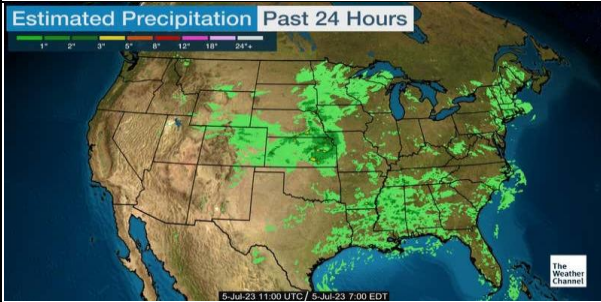 Estimated Precipitation Past 24 Hours
1" 2" 3" 5" 8" 12" 18" 24"+
The
Weather
Channel
5-Jul-23 11:00 UTC / 5-Jul-23 7:00 EDT